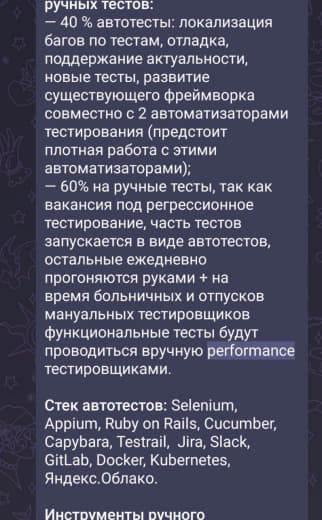 ручных тестов:
— 40 % автотесты: локализация
багов по тестам, отладка,
поддержание актуальности,
новые тесты, развитие
существующего фреймворка
совместно с 2 автоматизаторами
тестирования (предстоит
плотная работа с этими
автоматизаторами);
— 60% на ручные тесты, так как
вакансия под регрессионное
тестирование, часть тестов
запускается в виде автотестов,
остальные ежедневно
прогоняются руками + на
время больничных и отпусков
мануальных тестировщиков
функциональные тесты будут
проводиться вручную performance
тестировщиками.
Стек автотестов: Selenium,
Appium, Ruby on Rails, Cucumber,
Capybara, Testrail, Jira, Slack,
GitLab, Docker, Kubernetes,
Яндекс.Облако.
Инструменты ручного